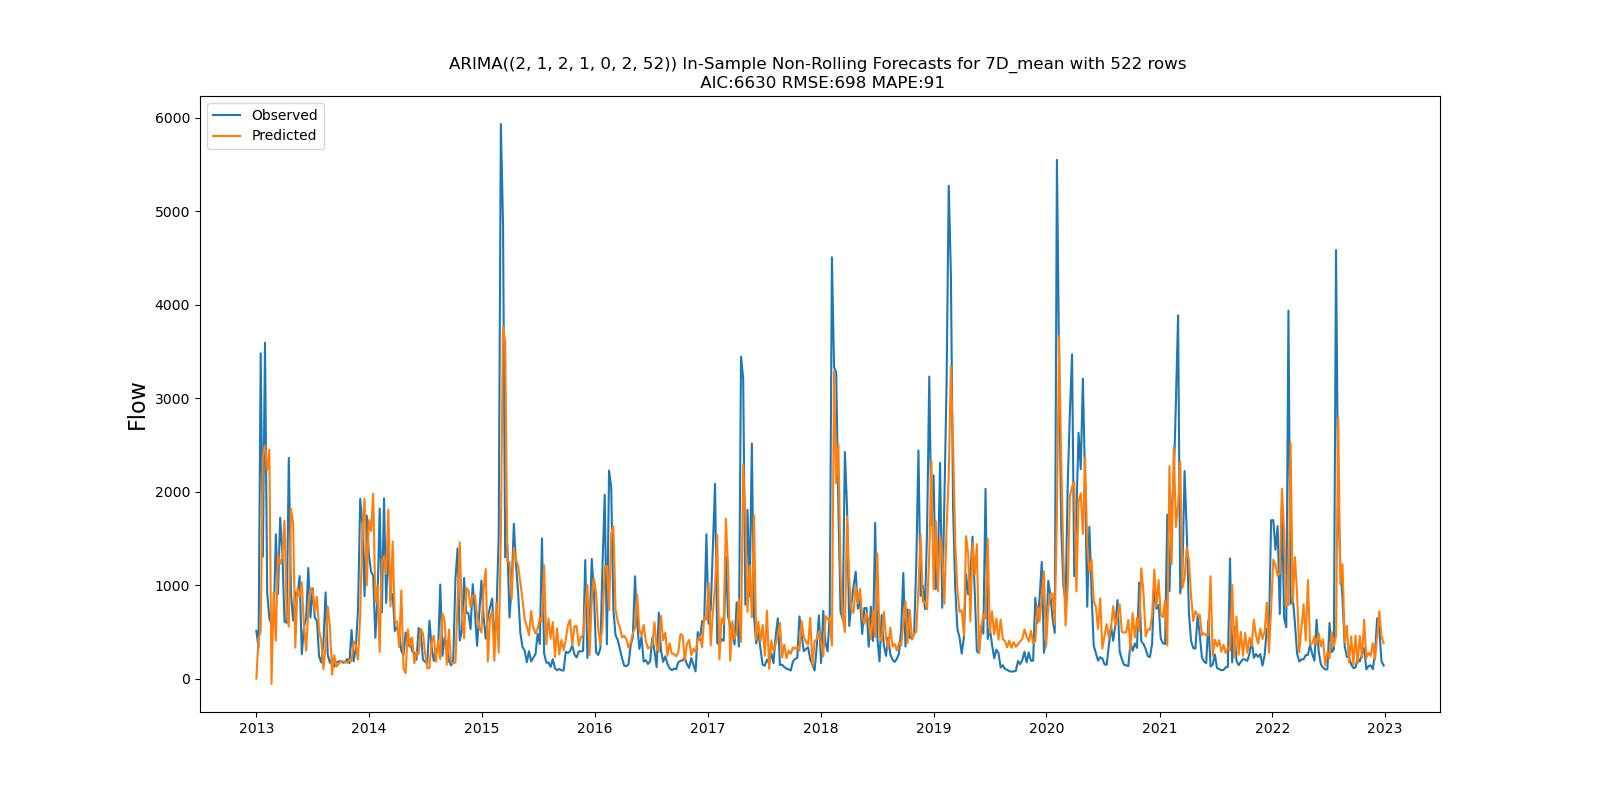 ARIMA((2, 1, 2, 1, 0, 2, 52)) In-Sample Non-Rolling Forecasts for 7D_mean with 522 rows
AIC:6630 RMSE:698 MAPE:91
Observed
Predicted
Flow
6000
5000
4000
3000
2000
1000
0
2013 2014 2015 2016 2017 2018 2019 2020 2021 2022 2023